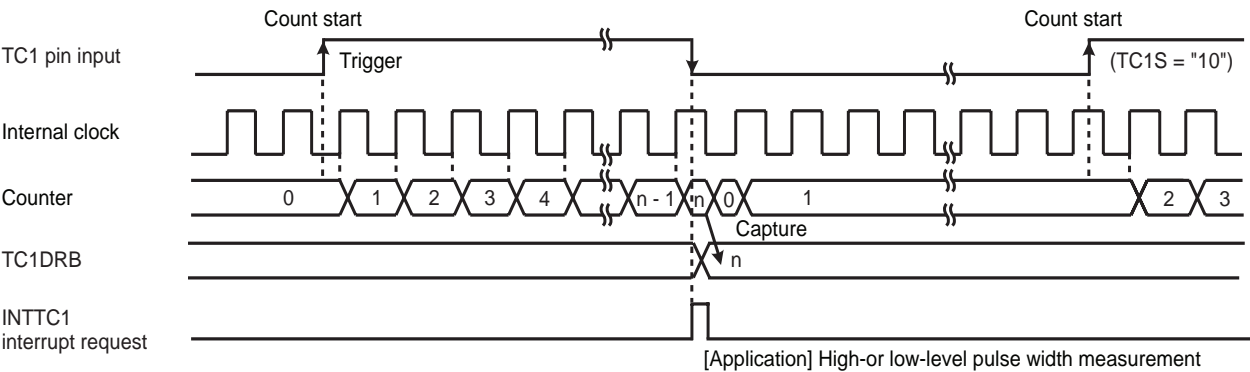 Count start
Count start
TC1 pin input
Trigger
(TC1S = "10")
Internal clock
Counter
0 1 2 3 4 n - 1 n 0 1 2 3
Capture
TC1DRB
n
INTTC1
interrupt request
[Application] High-or low-level pulse width measurement